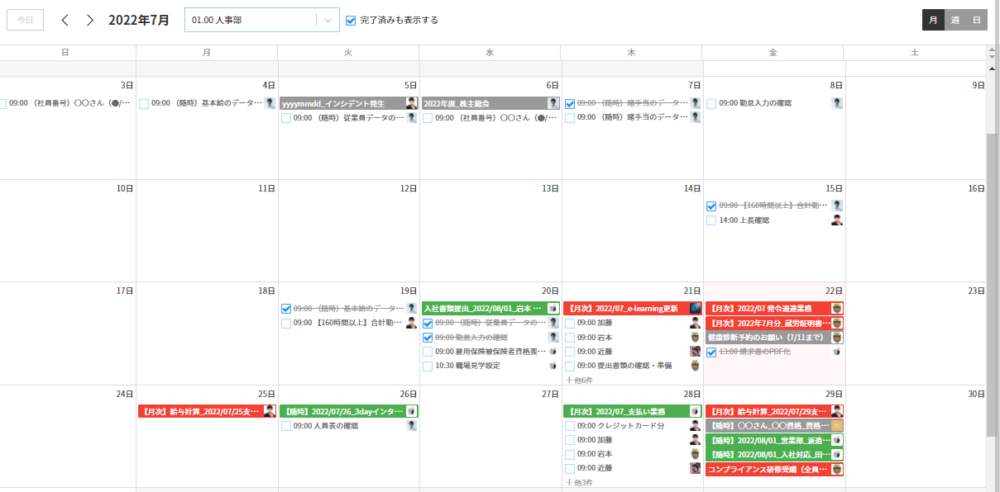 今日
2022年7月
01.00 人事部
完了済みも表示する
月 週 日
日 月 火 水 木 金 土
3日
09:00 （社員番号）〇〇さん（●/…
4日
09:00 （随時）基本給のデータ…
5日
yyyymmdd_インシデント発生
09:00 （随時）従業員データの…
6日
2022年度_株主総会
09:00 （社員番号）〇〇さん（●/…
7日
09:00 （随時）諸手当のデータ…
09:00 （随時）諸手当のデータ…
8日
09:00 勤怠入力の確認
9日
10日
11日
12日
13日
14日
15日
09:00 【160時間以上】合計勤…
14:00 上長確認
16日
17日
18日
19日
09:00 （随時）基本給のデータ…
09:00 【160時間以上】合計勤…
20日
入社書類提出_2022/08/01_岩本 …
09:00 （随時）従業員データの…
09:00 勤怠入力の確認
09:00 雇用保険被保険者資格喪…
10:30 職場見学設定
21日
【月次】2022/07_e-learning更新
09:00 加藤
09:00 岩本
09:00 近藤
09:00 提出書類の確認・準備
＋ 他6件
22日
【月次】2022/07 発令通達業務
【月次】2022年7月分_就労証明書…
健康診断予約のお願い（7/11まで）
13:00 請求書のPDF化
23日
24日
25日
【月次】給与計算_2022/07/25支…
26日
【随時】2022/07/26_3dayインタ…
09:00 人員表の確認
27日
28日
【月次】2022/07_支払い業務
09:00 クレジットカード分
09:00 加藤
09:00 岩本
09:00 近藤
＋ 他3件
29日
【月次】給与計算_2022/07/29支…
【随時】〇〇さん_〇〇資格_資格…
【随時】2022/08/01_営業部_派遣…
【随時】2022/08/01_入社対応_田…
コンプライアンス研修受講（全員…
30日